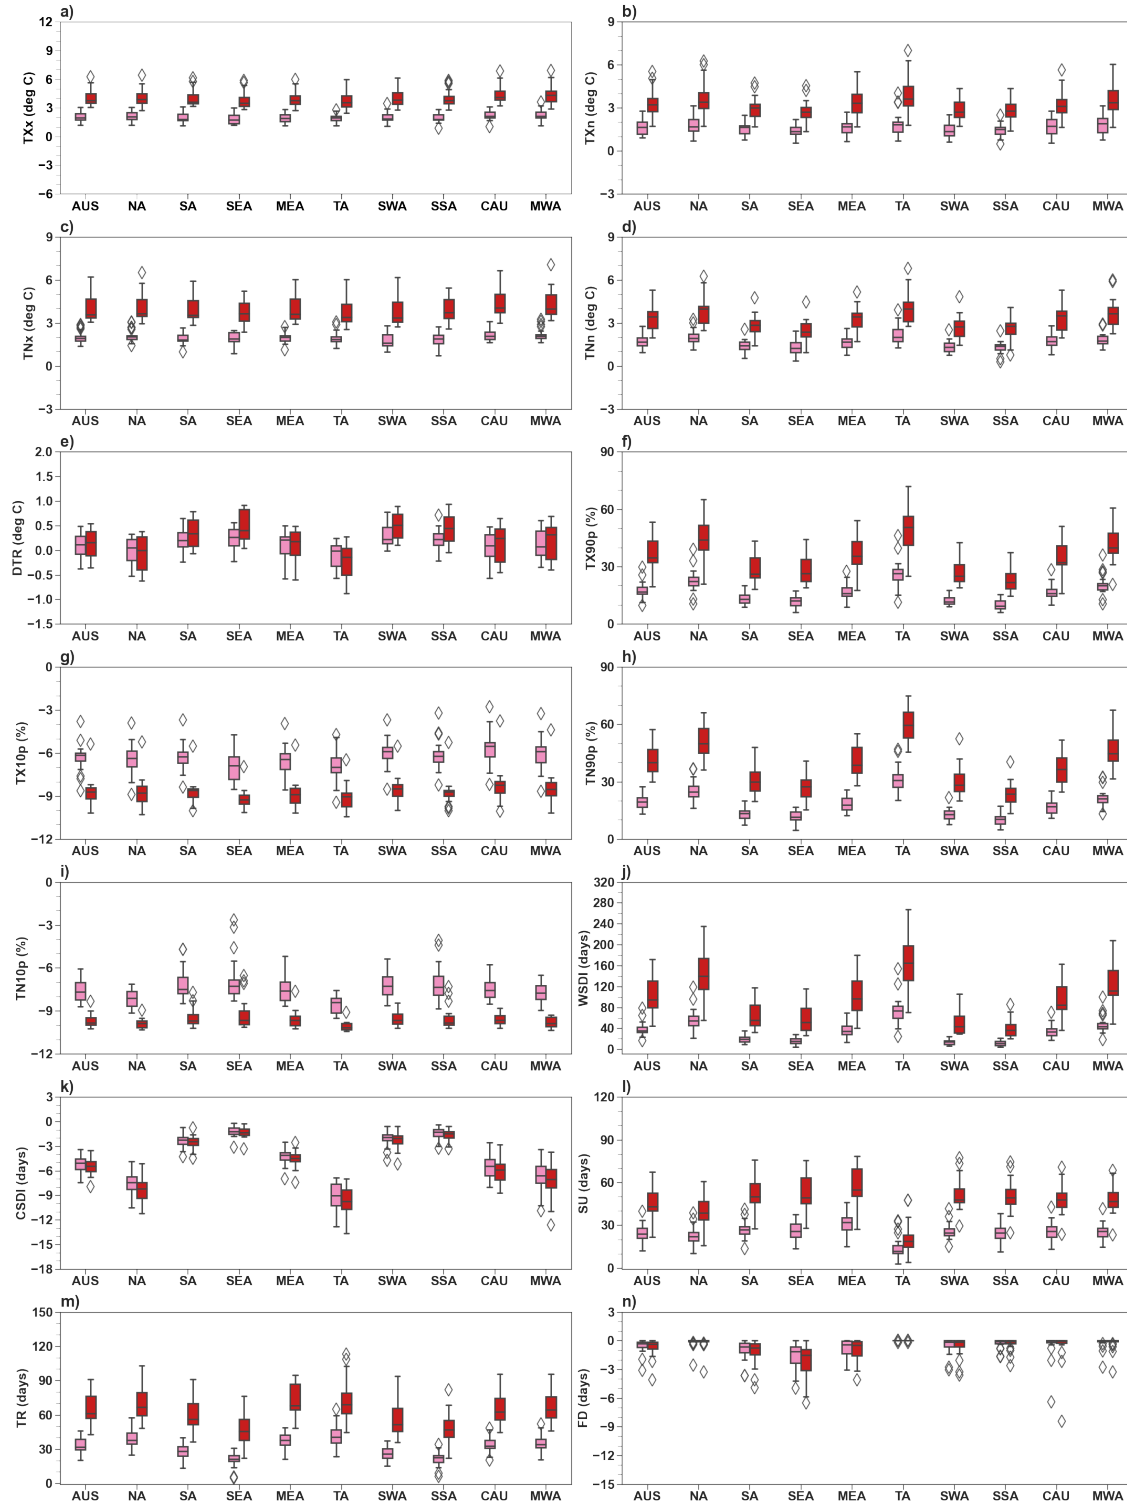 a)
TXx (deg C)
12
9
6
3
0
−3
−6
AUS NA SA SEA MEA TA SWA SSA CAU MWA
b)
TXn (deg C)
9
6
3
0
−3
AUS NA SA SEA MEA TA SWA SSA CAU MWA
c)
TNx (deg C)
9
6
3
0
−3
AUS NA SA SEA MEA TA SWA SSA CAU MWA
d)
TNn (deg C)
9
6
3
0
−3
AUS NA SA SEA MEA TA SWA SSA CAU MWA
e)
DTR (deg C)
2.0
1.5
1.0
0.5
0.0
−0.5
−1.0
−1.5
AUS NA SA SEA MEA TA SWA SSA CAU MWA
f)
TX90p (%)
90
60
30
0
AUS NA SA SEA MEA TA SWA SSA CAU MWA
g)
TX10p (%)
0
−3
−6
−9
−12
AUS NA SA SEA MEA TA SWA SSA CAU MWA
h)
TN90p (%)
90
60
30
0
AUS NA SA SEA MEA TA SWA SSA CAU MWA
i)
TN10p (%)
0
−3
−6
−9
−12
AUS NA SA SEA MEA TA SWA SSA CAU MWA
j)
WSDI (days)
320
280
240
200
160
120
80
40
0
AUS NA SA SEA MEA TA SWA SSA CAU MWA
k)
CSDI (days)
3
0
−3
−6
−9
−12
−15
−18
AUS NA SA SEA MEA TA SWA SSA CAU MWA
l)
SU (days)
120
90
60
30
0
AUS NA SA SEA MEA TA SWA SSA CAU MWA
m)
TR (days)
150
120
90
60
30
0
AUS NA SA SEA MEA TA SWA SSA CAU MWA
n)
FD (days)
3
0
−3
−6
−9
−12
−15
AUS NA SA SEA MEA TA SWA SSA CAU MWA